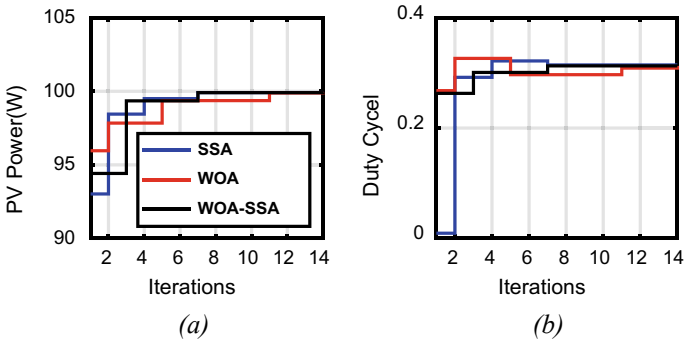 105
100
95
90
PV Power(W)
SSA
WOA
WOA-SSA
2 4 6 8 10 12 14
Iterations
(a)
0.4
0.2
0
Duty Cycel
2 4 6 8 10 12 14
Iterations
(b)